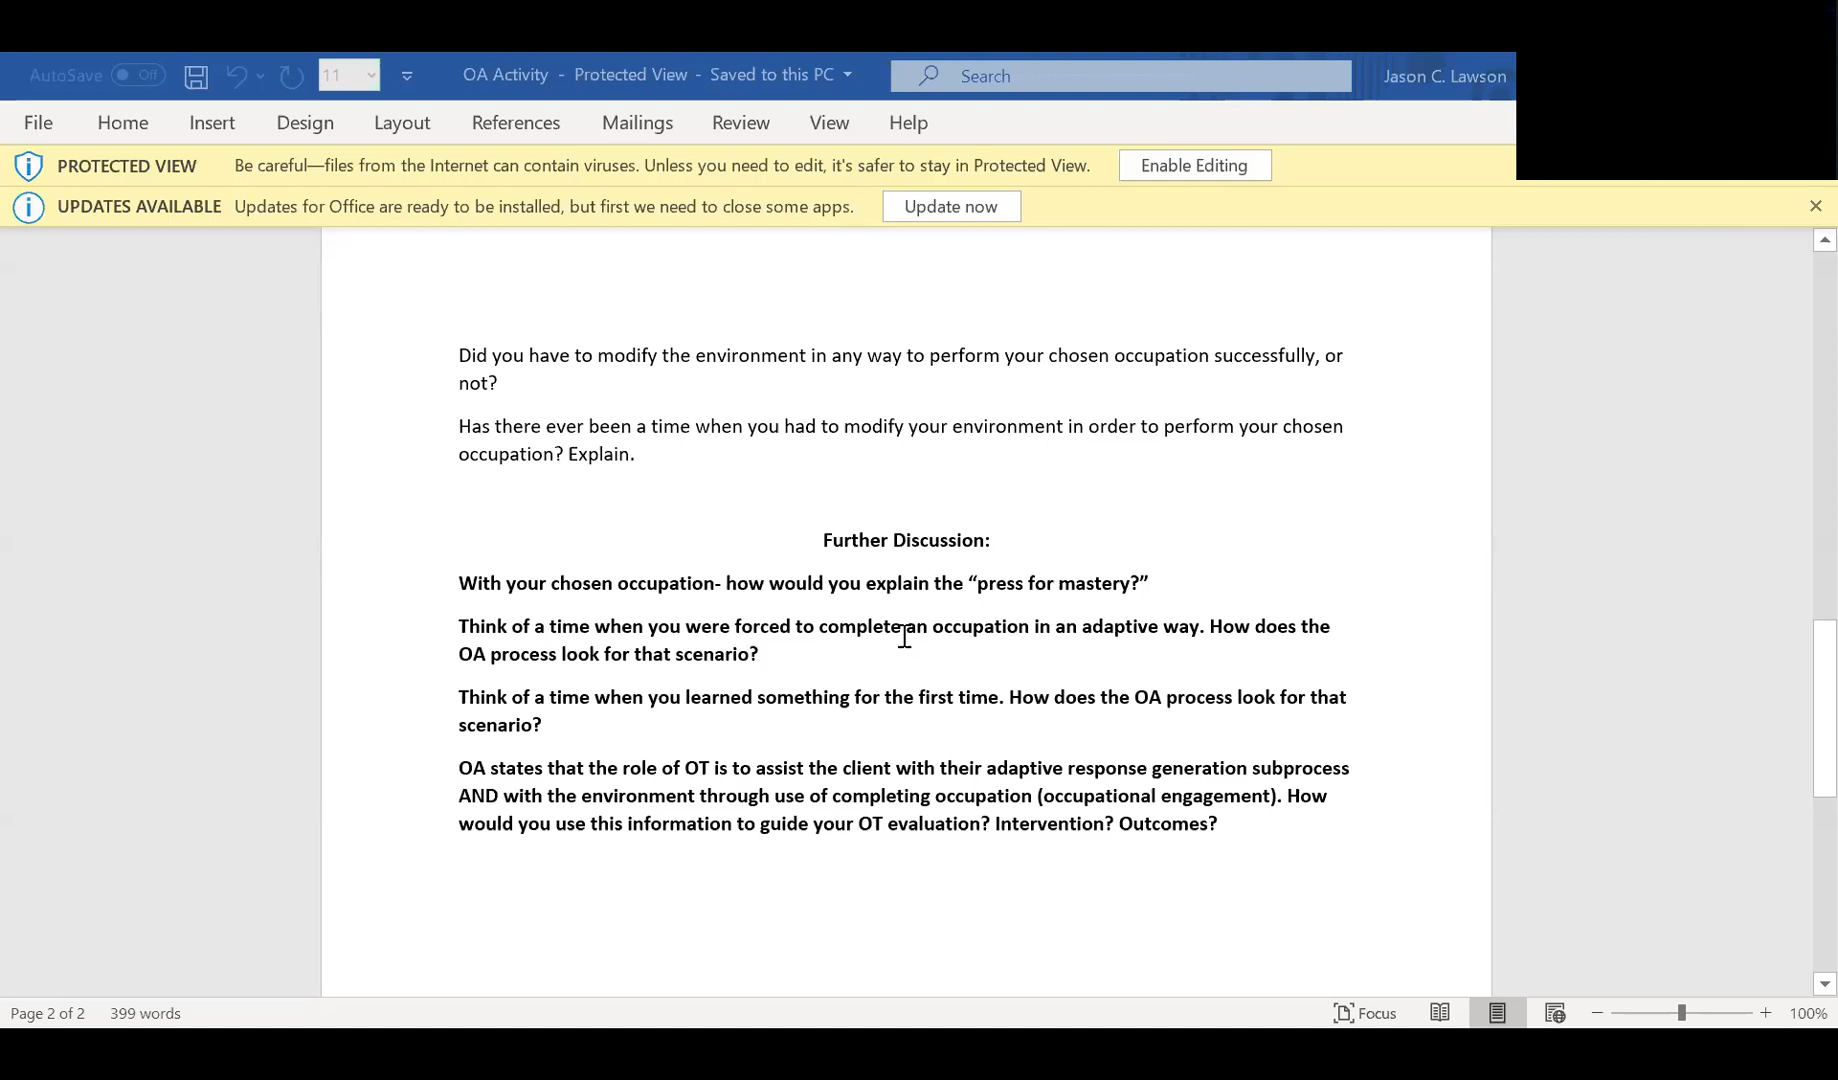 AutoSave Off 11 OA Activity - Protected View - Saved to this PC Search Jason C. Lawson
File Home Insert Design Layout References Mailings Review View Help
PROTECTED VIEW Be careful—files from the Internet can contain viruses. Unless you need to edit, it's safer to stay in Protected View. Enable Editing
UPDATES AVAILABLE Updates for Office are ready to be installed, but first we need to close some apps. Update now
Did you have to modify the environment in any way to perform your chosen occupation successfully, or
not?
Has there ever been a time when you had to modify your environment in order to perform your chosen
occupation? Explain.
Further Discussion:
With your chosen occupation- how would you explain the “press for mastery?”
Think of a time when you were forced to complete an occupation in an adaptive way. How does the
OA process look for that scenario?
Think of a time when you learned something for the first time. How does the OA process look for that
scenario?
OA states that the role of OT is to assist the client with their adaptive response generation subprocess
AND with the environment through use of completing occupation (occupational engagement). How
would you use this information to guide your OT evaluation? Intervention? Outcomes?
Page 2 of 2 399 words Focus 100%